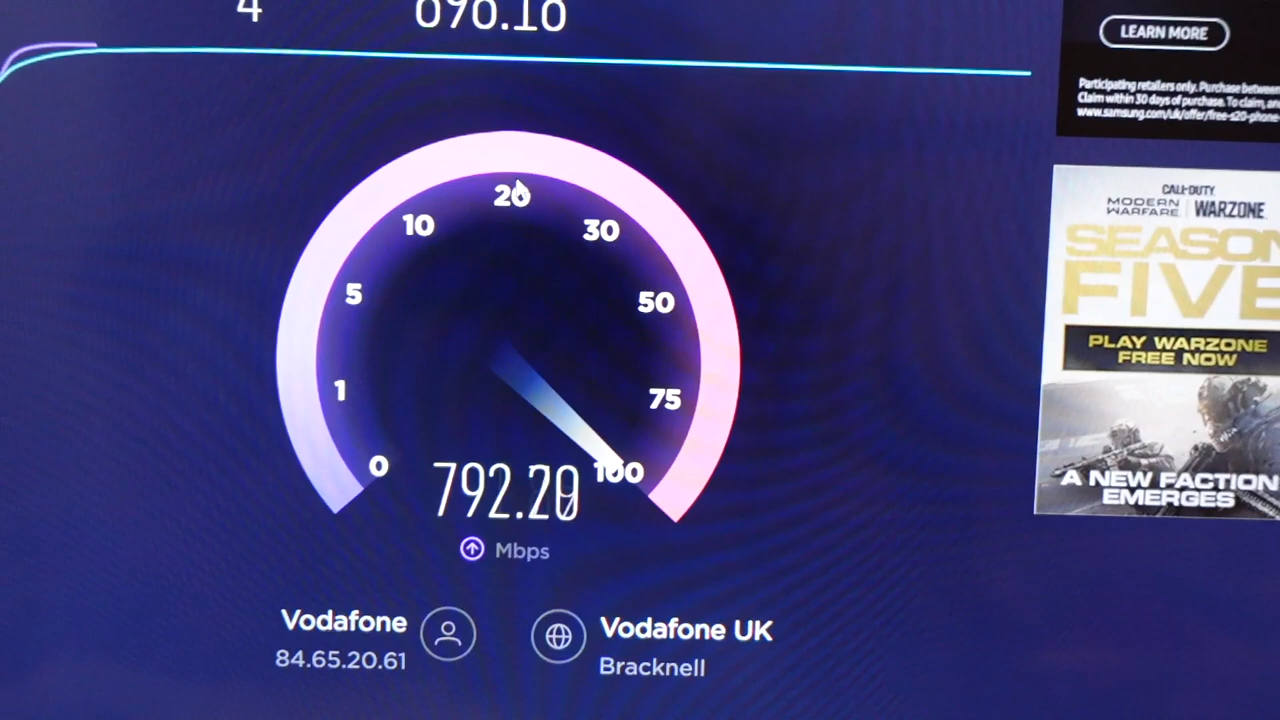 4
LEARN MORE
Participating retailers only. Purchase between
Claim within 30 days of purchase. To claim,
www.samsung.com/uk/offer/free-s20-phone-
20
10
30
5
50
1
75
0
100
792.20
Mbps
Vodafone
84.65.20.61
Vodafone UK
Bracknell
CALL OF DUTY
MODERN
WARFARE
WARZONE
SEASON
FIVE
PLAY WARZONE
FREE NOW
A NEW FACTION
EMERGES